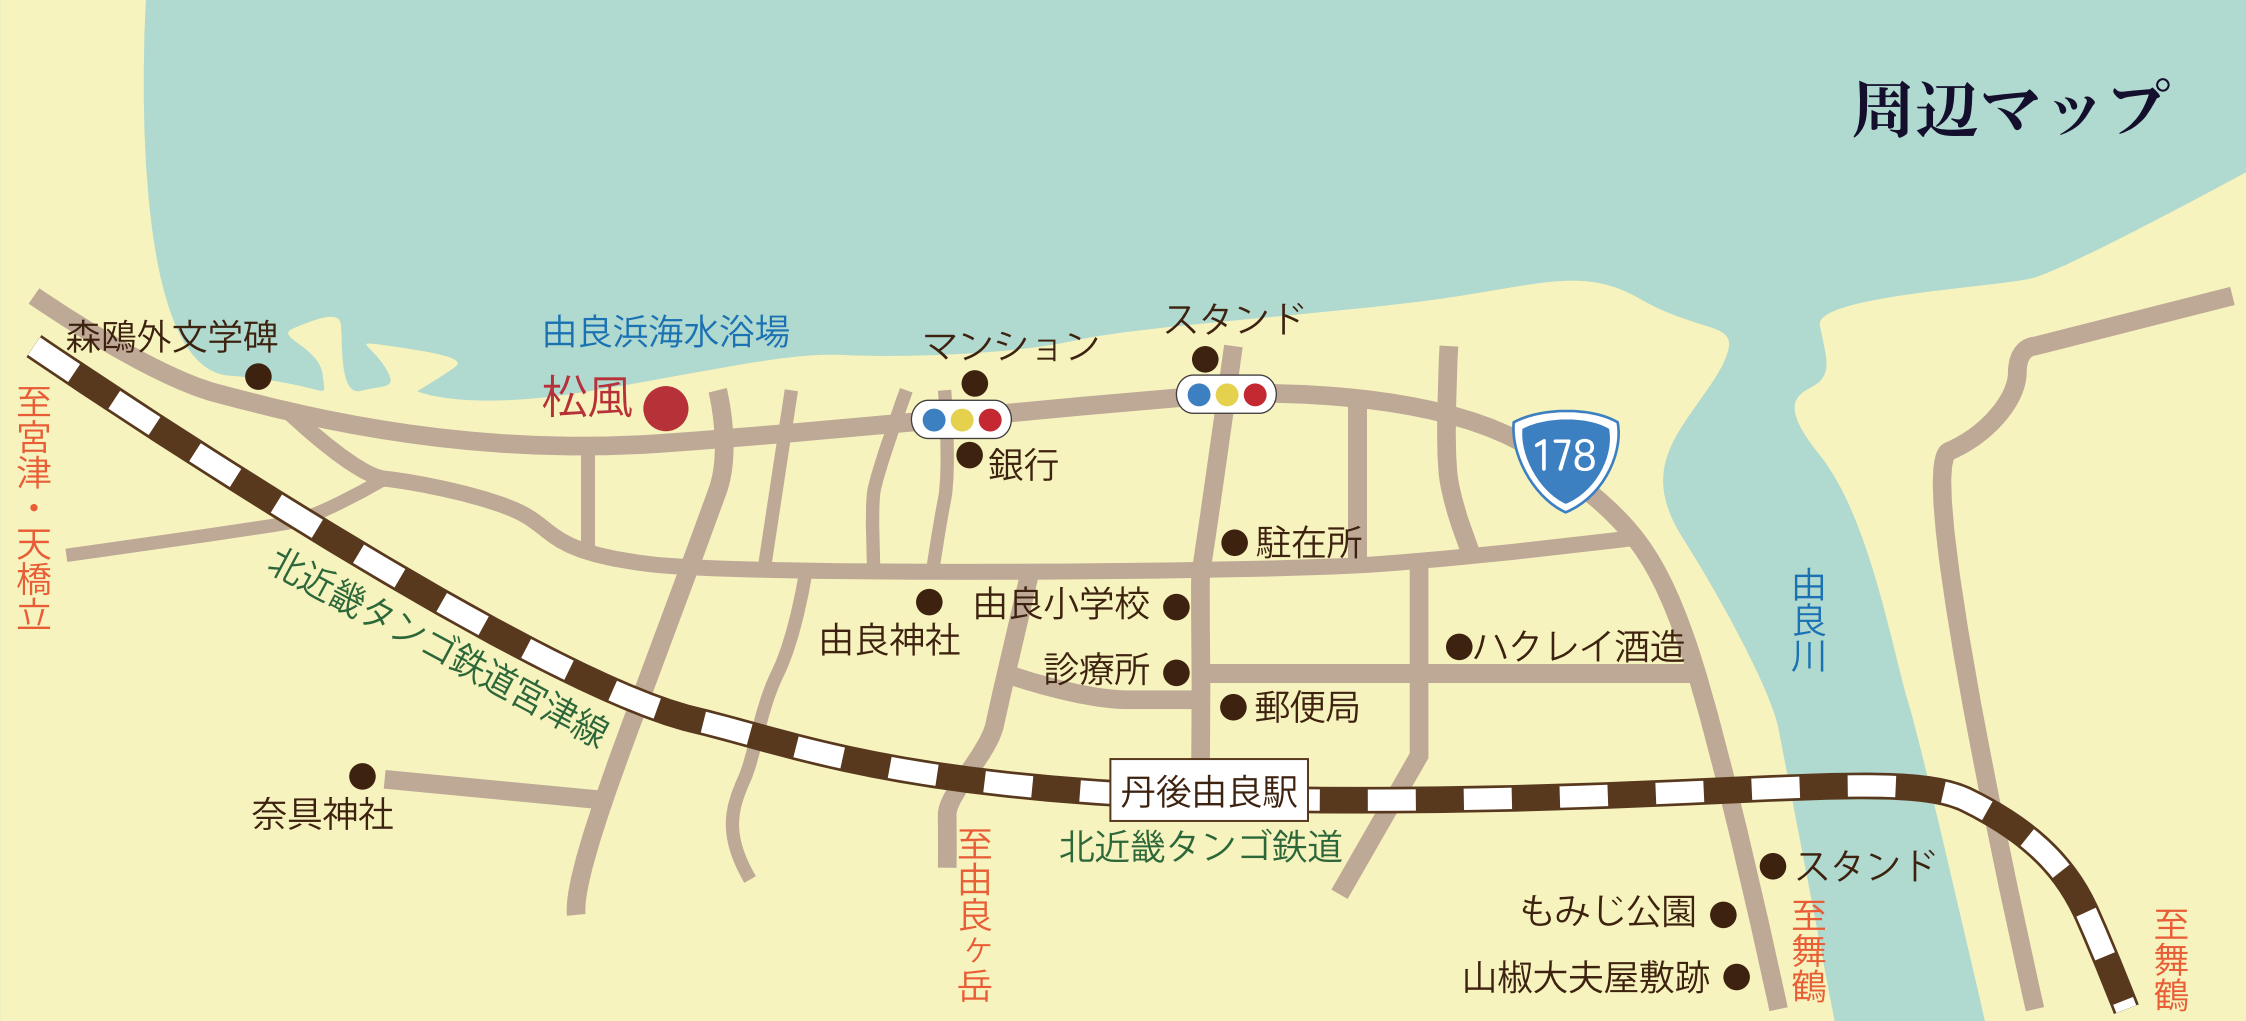 周辺マップ
スタンド
由良浜海水浴場
マンション
森鴎外文学碑
松風
178
銀行
至宮津・天橋立
駐在所
北近畿タンゴ鉄道宮津線
由良小学校
由良川
由良神社
ハクレイ酒造
診療所
郵便局
奈具神社
丹後由良駅
北近畿タンゴ鉄道
至由良ヶ岳
スタンド
もみじ公園
至舞鶴
至舞鶴
山椒大夫屋敷跡